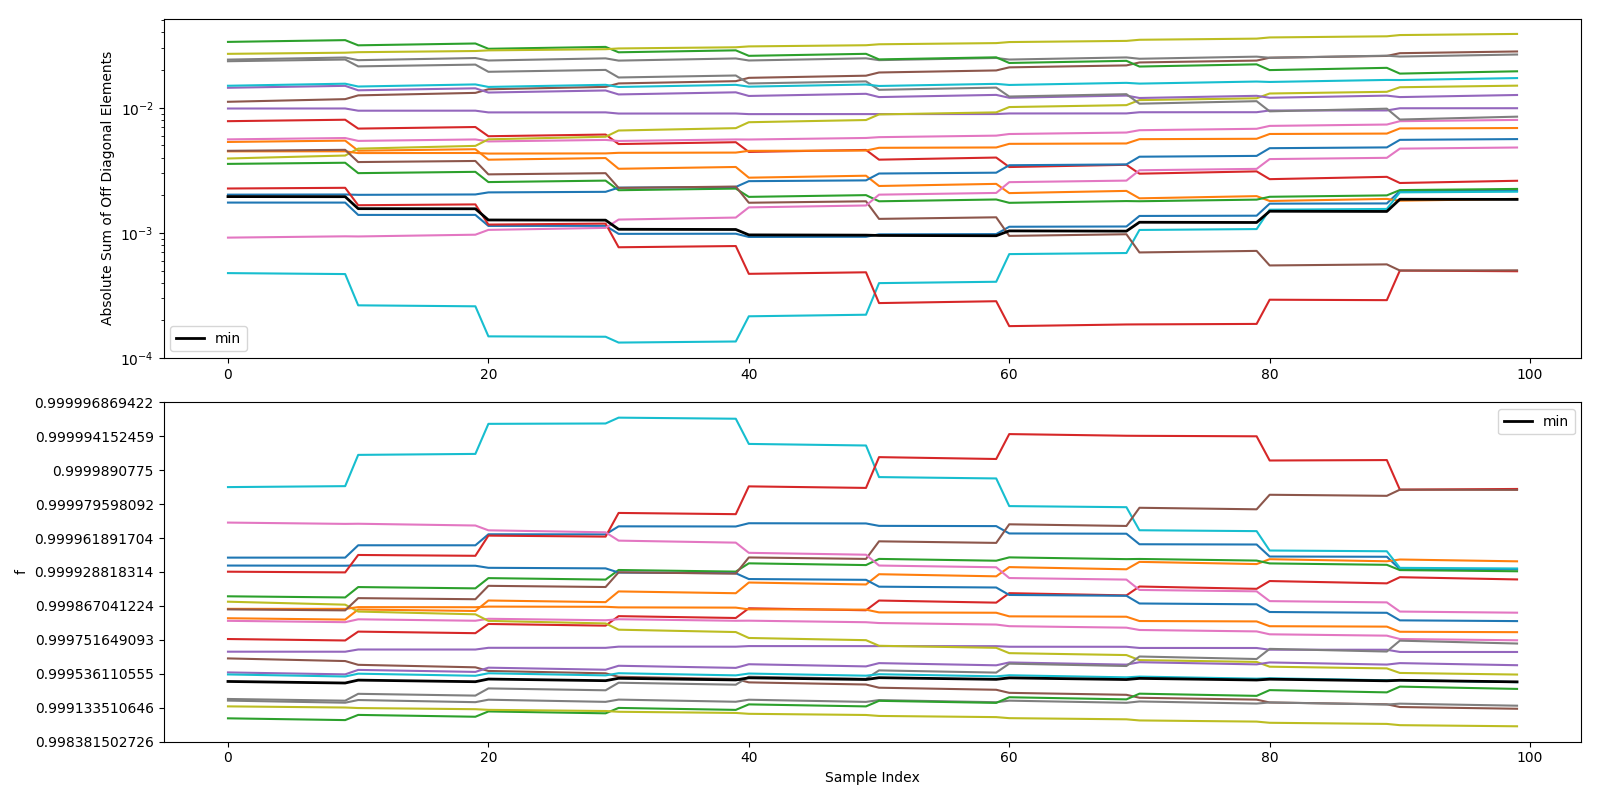 Absolute Sum of Off Diagonal Elements
10⁻²
10⁻³
10⁻⁴
min
0 20 40 60 80 100
f
0.999996869422
0.999994152459
0.9999890775
0.999979598092
0.999961891704
0.999928818314
0.999867041224
0.999751649093
0.999536110555
0.999133510646
0.998381502726
min
0 20 40 60 80 100
Sample Index